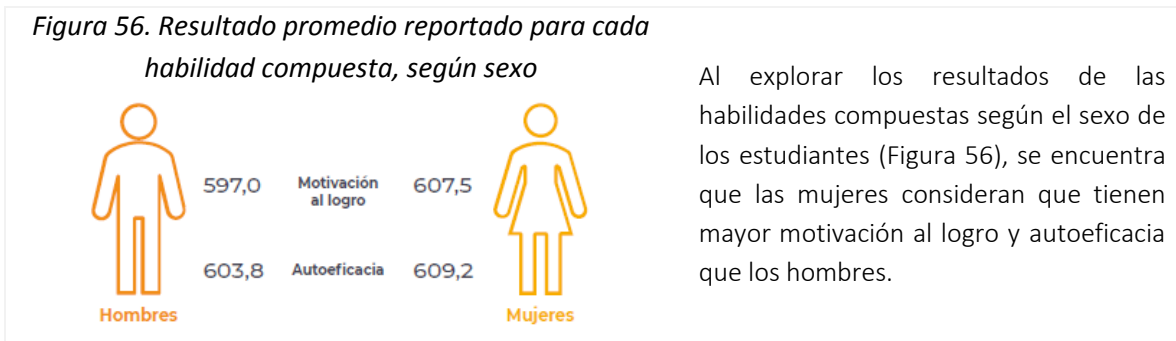 Figura 56. Resultado promedio reportado para cada
habilidad compuesta, según sexo
597,0 Motivación al logro 607,5
603,8 Autoeficacia 609,2
Hombres Mujeres
Al explorar los resultados de las
habilidades compuestas según el sexo de
los estudiantes (Figura 56), se encuentra
que las mujeres consideran que tienen
mayor motivación al logro y autoeficacia
que los hombres.